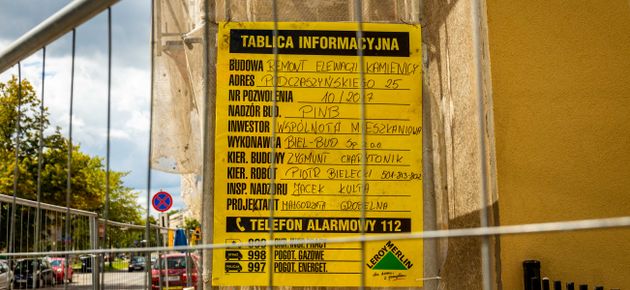 TABLICA INFORMACYJNA
BUDOWA REMONT ELEWACJI KAMIENICY
ADRES PODCZASZYŃSKIEGO 25
NR POZWOLENIA 10/2017
NADZÓR BUD. PINB
INWESTOR WSPÓLNOTA MIESZKANIOWA
WYKONAWCA BIEL-BUD Sp. z o.o.
KIER. BUDOWY ZYGMUNT CHARYTONIK
KIER. ROBÓT PIOTR BIELECKI
INSP. NADZORU JACEK KULTA
PROJEKTANT MAŁGORZATA GROBELNA
TELEFON ALARMOWY 112
998 POGOT. GAZOWE
997 POGOT. ENERGET.
LEROY MERLIN